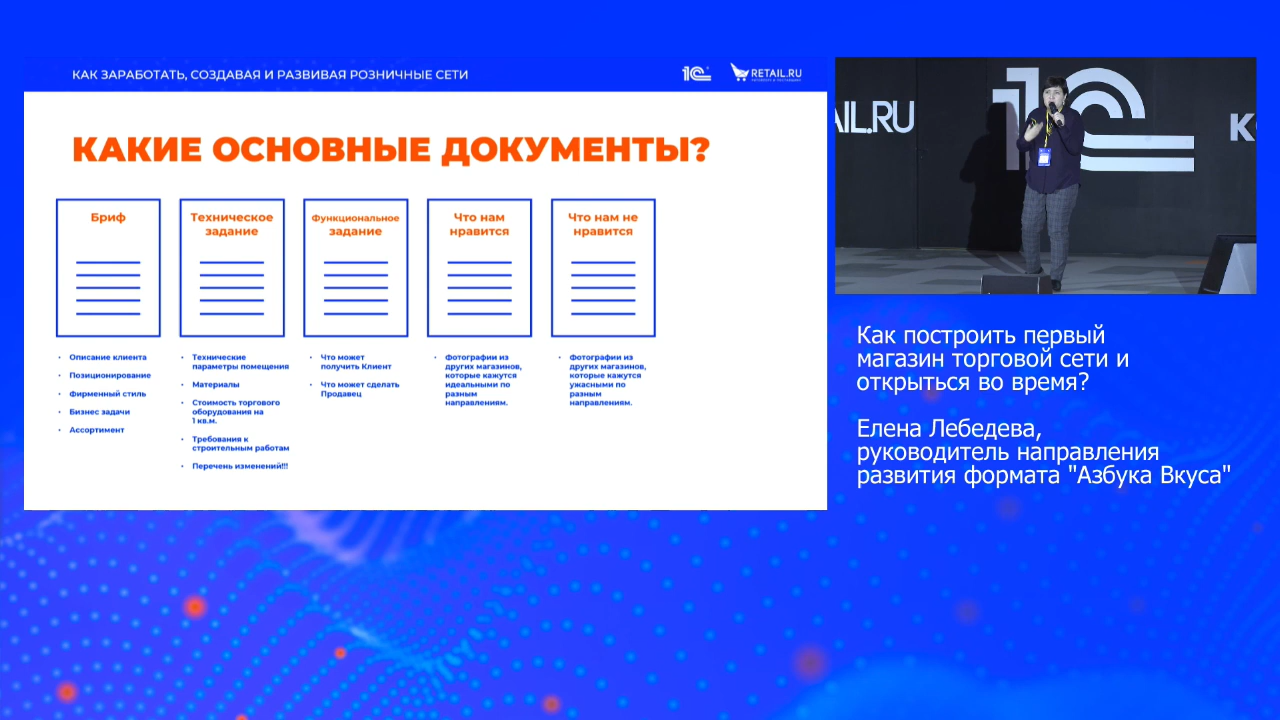 КАК ЗАРАБОТАТЬ, СОЗДАВАЯ И РАЗВИВАЯ РОЗНИЧНЫЕ СЕТИ
1С
RETAIL.RU
КАКИЕ ОСНОВНЫЕ ДОКУМЕНТЫ?
Бриф
• Описание клиента
• Позиционирование
• Фирменный стиль
• Бизнес задачи
• Ассортимент
Техническое
задание
• Технические
параметры помещения
• Материалы
• Стоимость торгового
оборудования на
1 кв.м.
• Требования к
строительным работам
• Перечень изменений!!!
Функциональное
задание
• Что может
получить Клиент
• Что может сделать
Продавец
Что нам
нравится
• Фотографии из
других магазинов,
которые кажутся
идеальными по
разным
направлениям.
Что нам не
нравится
• Фотографии из
других магазинов,
которые кажутся
ужасными по
разным
направлениям.
AIL.RU
1С
К
Как построить первый
магазин торговой сети и
открыться во время?
Елена Лебедева,
руководитель направления
развития формата "Азбука Вкуса"